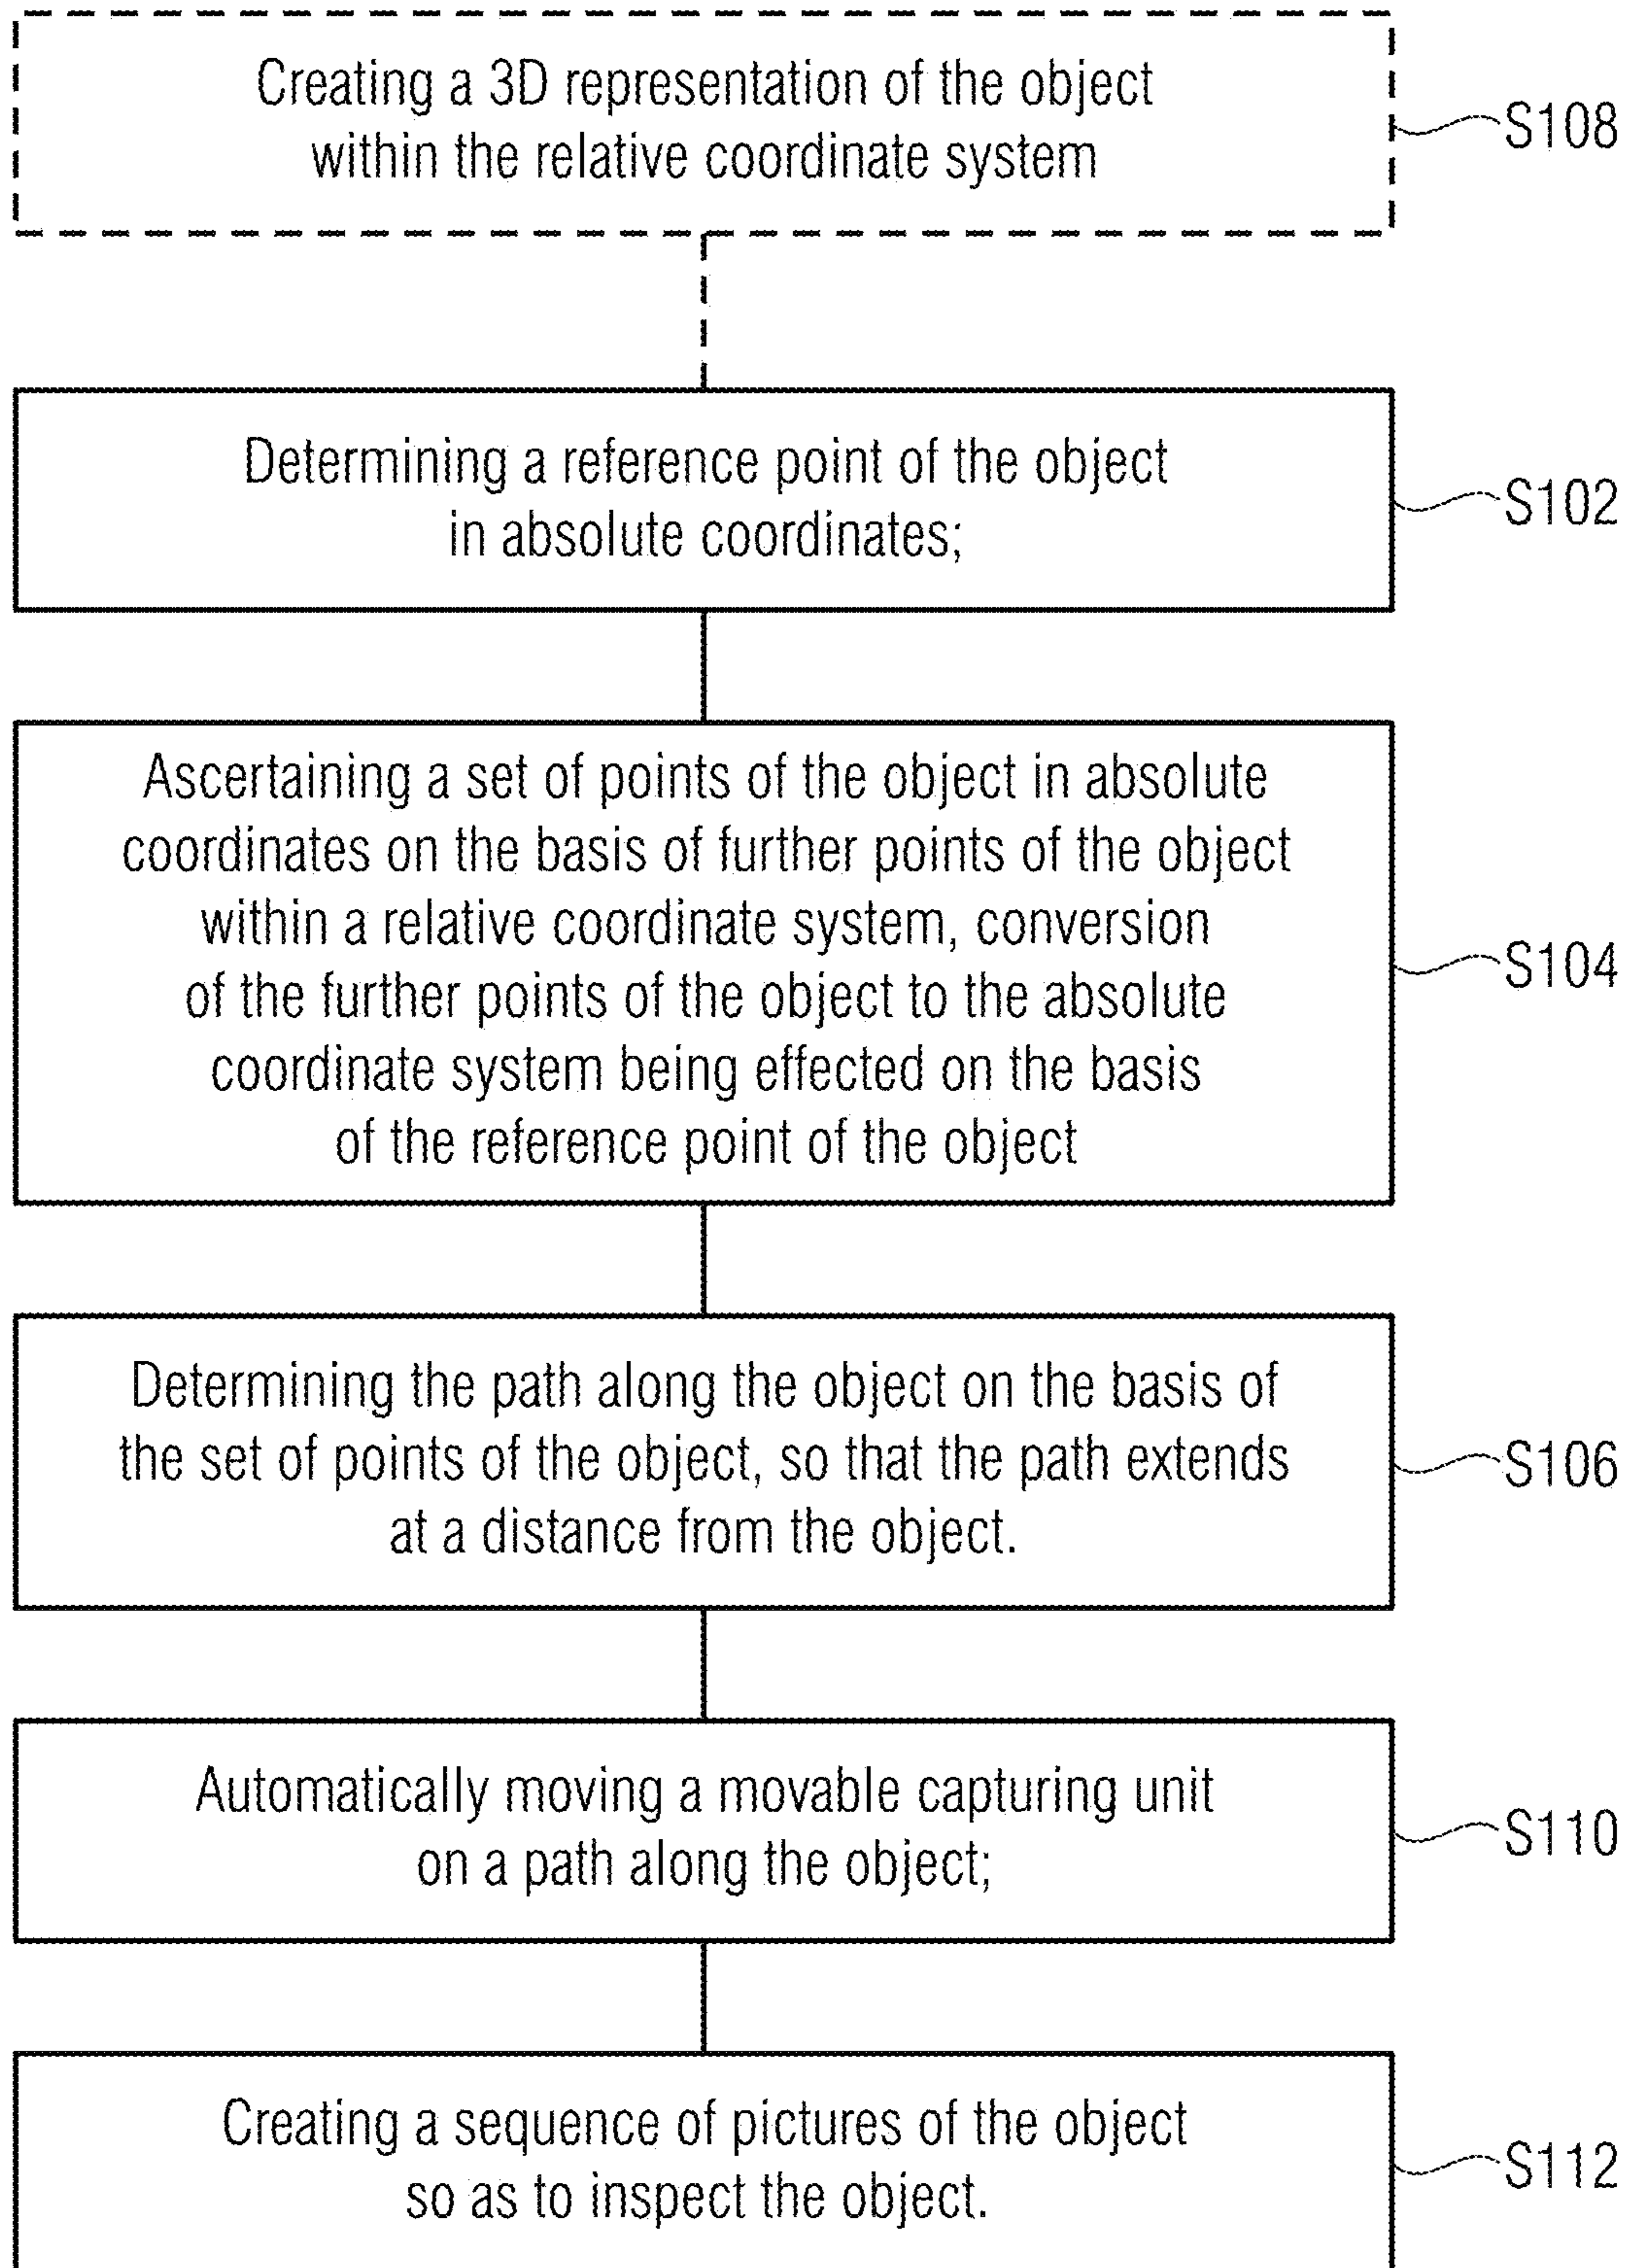 Creating a 3D representation of the object
within the relative coordinate system
S108
Determining a reference point of the object
in absolute coordinates;
S102
Ascertaining a set of points of the object in absolute
coordinates on the basis of further points of the object
within a relative coordinate system, conversion
of the further points of the object to the absolute
coordinate system being effected on the basis
of the reference point of the object
S104
Determining the path along the object on the basis of
the set of points of the object, so that the path extends
at a distance from the object.
S106
Automatically moving a movable capturing unit
on a path along the object;
S110
Creating a sequence of pictures of the object
so as to inspect the object.
S112